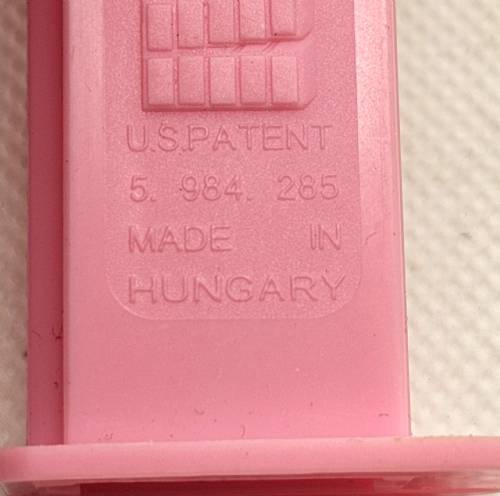 U.S.PATENT
5. 984. 285
MADE IN
HUNGARY